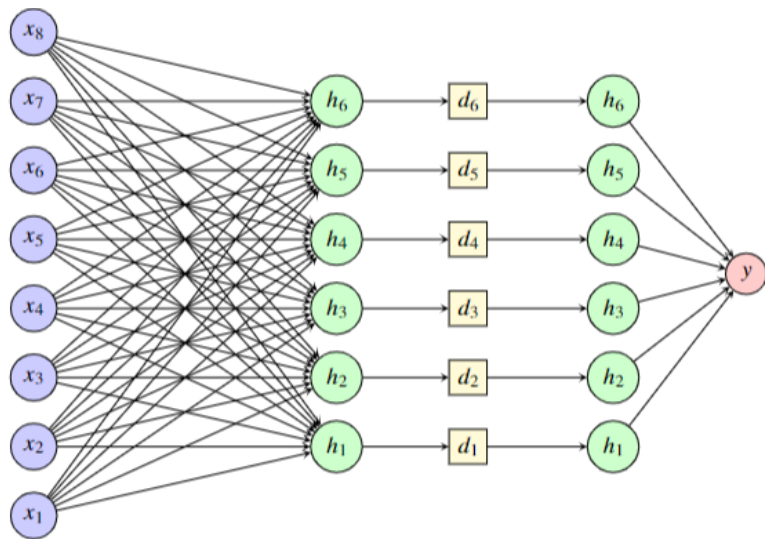 x₈
x₇ h₆ d₆ h₆
x₆ h₅ d₅ h₅
x₅ h₄ d₄ h₄
y
x₄ h₃ d₃ h₃
x₃ h₂ d₂ h₂
x₂ h₁ d₁ h₁
x₁